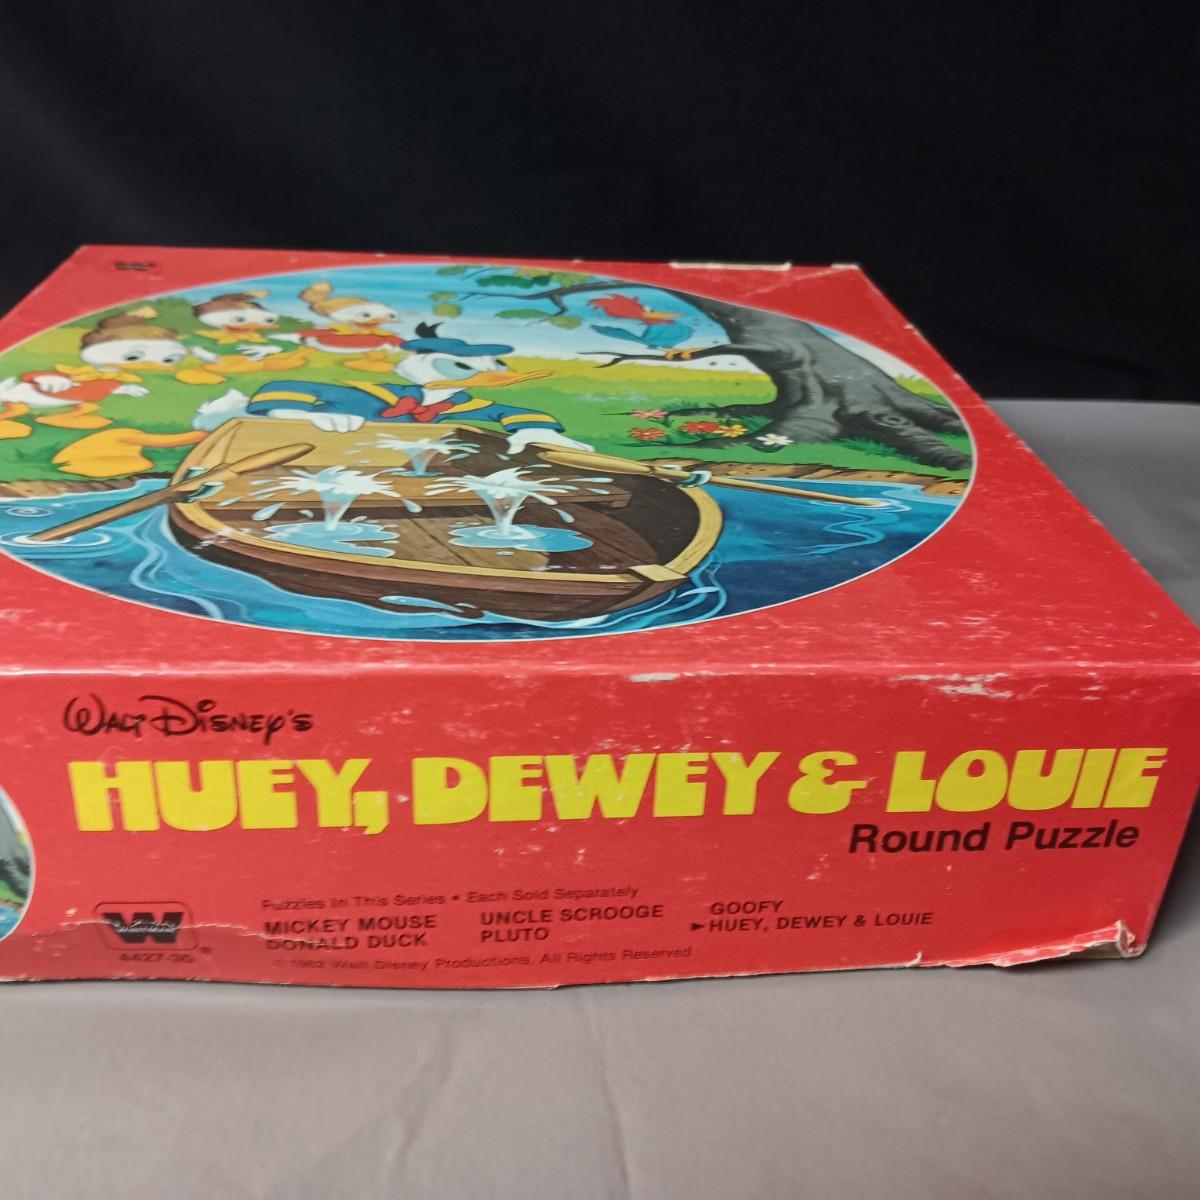 WALT DISNEY'S
HUEY, DEWEY & LOUIE
Round Puzzle
Puzzles In This Series • Each Sold Separately
MICKEY MOUSE UNCLE SCROOGE GOOFY
DONALD DUCK PLUTO ►HUEY, DEWEY & LOUIE
© 1982 Walt Disney Productions. All Rights Reserved
W
4427-30 ®